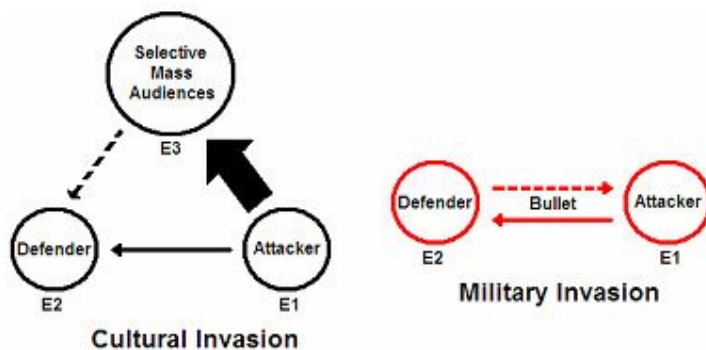 Selective
Mass
Audiences
E3
Defender
Attacker
E2
E1
Cultural Invasion
Defender
Bullet
Attacker
E2
E1
Military Invasion